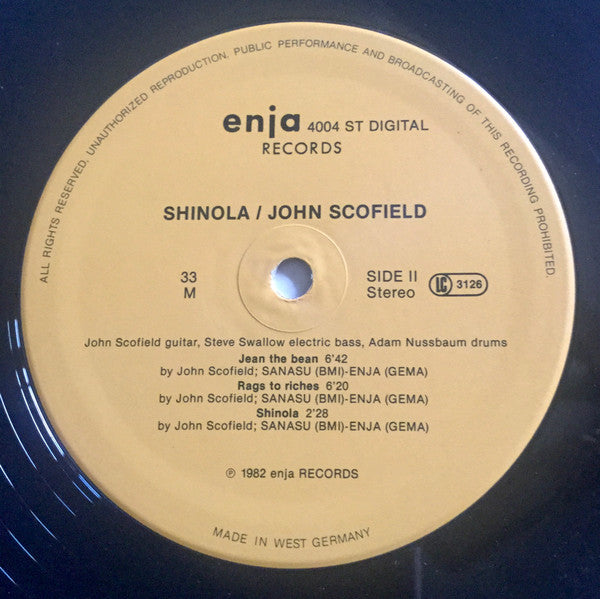 ALL RIGHTS RESERVED. UNAUTHORIZED REPRODUCTION. PUBLIC PERFORMANCE AND BROADCASTING OF THIS RECORDING PROHIBITED.
enja 4004 ST DIGITAL
RECORDS
SHINOLA / JOHN SCOFIELD
33 SIDE II
M Stereo LC 3126
John Scofield guitar, Steve Swallow electric bass, Adam Nussbaum drums
Jean the bean 6'42
by John Scofield; SANASU (BMI)-ENJA (GEMA)
Rags to riches 6'20
by John Scofield; SANASU (BMI)-ENJA (GEMA)
Shinola 2'28
by John Scofield; SANASU (BMI)-ENJA (GEMA)
℗ 1982 enja RECORDS
MADE IN WEST GERMANY